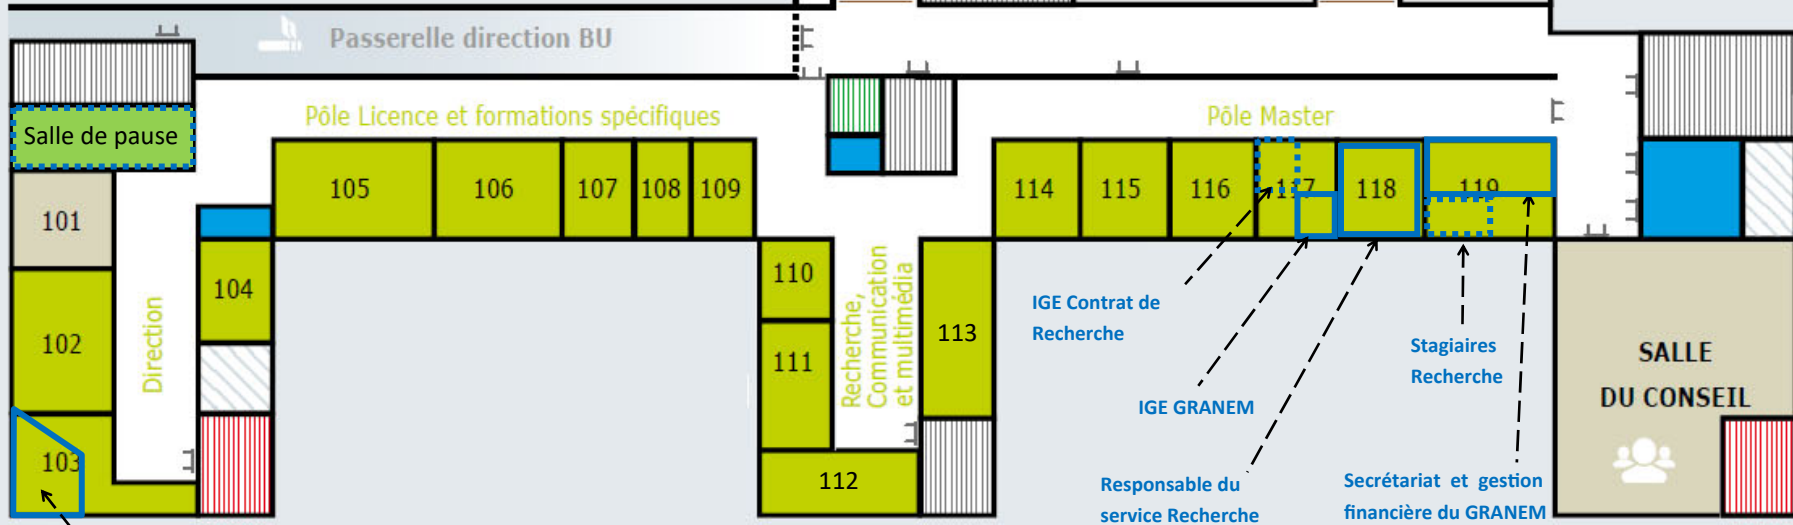 Passerelle direction BU
Pôle Licence et formations spécifiques
Pôle Master
Salle de pause
101
102
103
Direction
104
105
106
107
108
109
110
111
112
Recherche,
Communication
et multimédia
113
114
115
116
117
118
119
IGE Contrat de
Recherche
IGE GRANEM
Responsable du
service Recherche
Stagiaires
Recherche
Secrétariat et gestion
financière du GRANEM
SALLE
DU CONSEIL